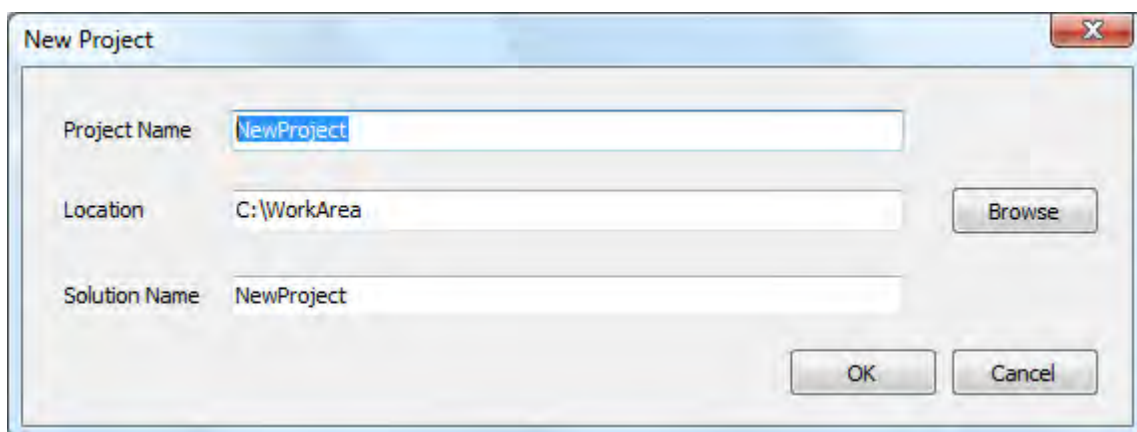 New Project
Project Name NewProject
Location C:\WorkArea Browse
Solution Name NewProject
OK Cancel